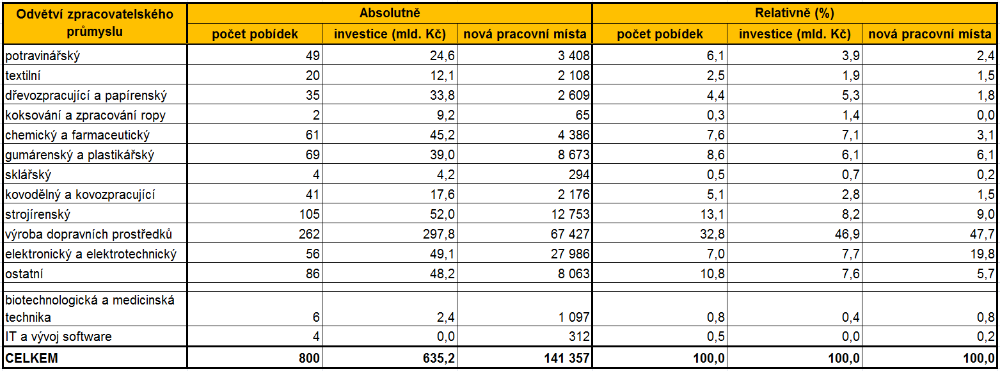 Odvětví zpracovatelského průmyslu Absolutně Relativně (%)
počet pobídek investice (mld. Kč) nová pracovní místa počet pobídek investice (mld. Kč) nová pracovní místa
potravinářský 49 24,6 3 408 6,1 3,9 2,4
textilní 20 12,1 2 108 2,5 1,9 1,5
dřevozpracující a papírenský 35 33,8 2 609 4,4 5,3 1,8
koksování a zpracování ropy 2 9,2 65 0,3 1,4 0,0
chemický a farmaceutický 61 45,2 4 386 7,6 7,1 3,1
gumárenský a plastikářský 69 39,0 8 673 8,6 6,1 6,1
sklářský 4 4,2 294 0,5 0,7 0,2
kovodělný a kovozpracující 41 17,6 2 176 5,1 2,8 1,5
strojírenský 105 52,0 12 753 13,1 8,2 9,0
výroba dopravních prostředků 262 297,8 67 427 32,8 46,9 47,7
elektronický a elektrotechnický 56 49,1 27 986 7,0 7,7 19,8
ostatní 86 48,2 8 063 10,8 7,6 5,7
biotechnologická a medicinská
technika 6 2,4 1 097 0,8 0,4 0,8
IT a vývoj software 4 0,0 312 0,5 0,0 0,2
CELKEM 800 635,2 141 357 100,0 100,0 100,0